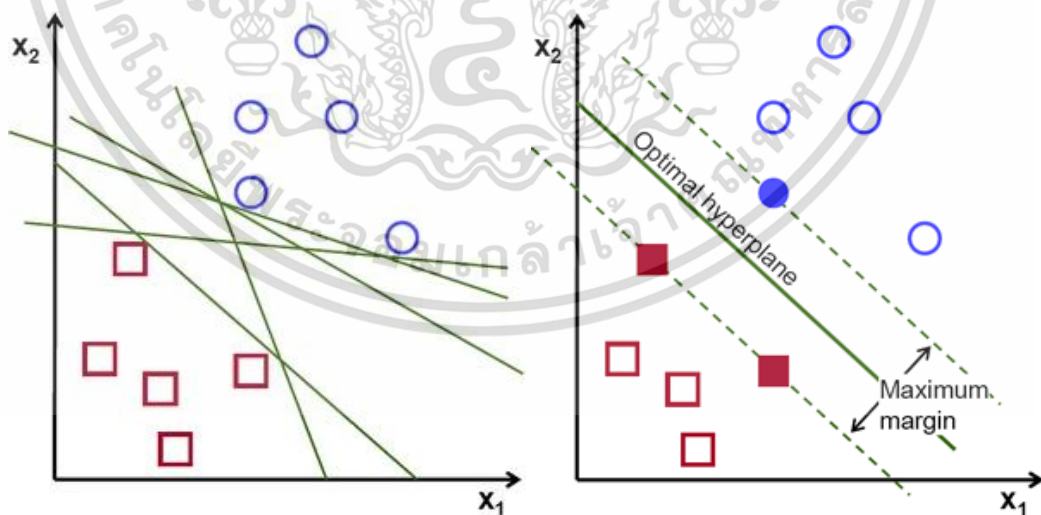 x₂
x₁
x₂
Optimal hyperplane
Maximum
margin
x₁